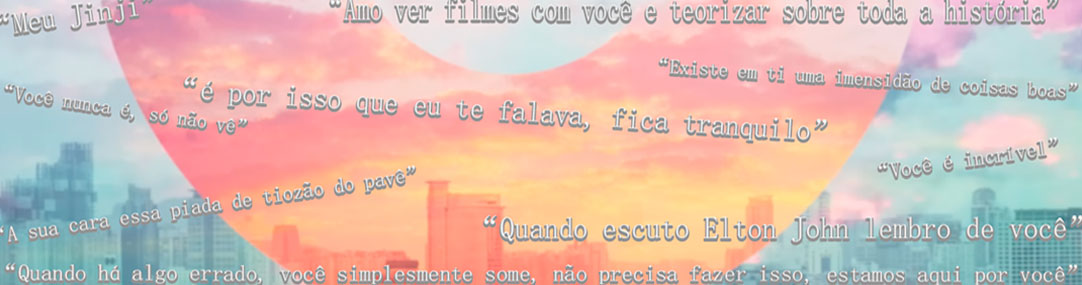 “Meu Jinji”
“Amo ver filmes com você e teorizar sobre toda a história”
“Existe em ti uma imensidão de coisas boas”
“Você nunca é, só não vê”
“é por isso que eu te falava, fica tranquilo”
“Você é incrível”
“A sua cara essa piada de tiozão do pavê”
“Quando escuto Elton John lembro de você”
“Quando há algo errado, você simplesmente some, não precisa fazer isso, estamos aqui por você”